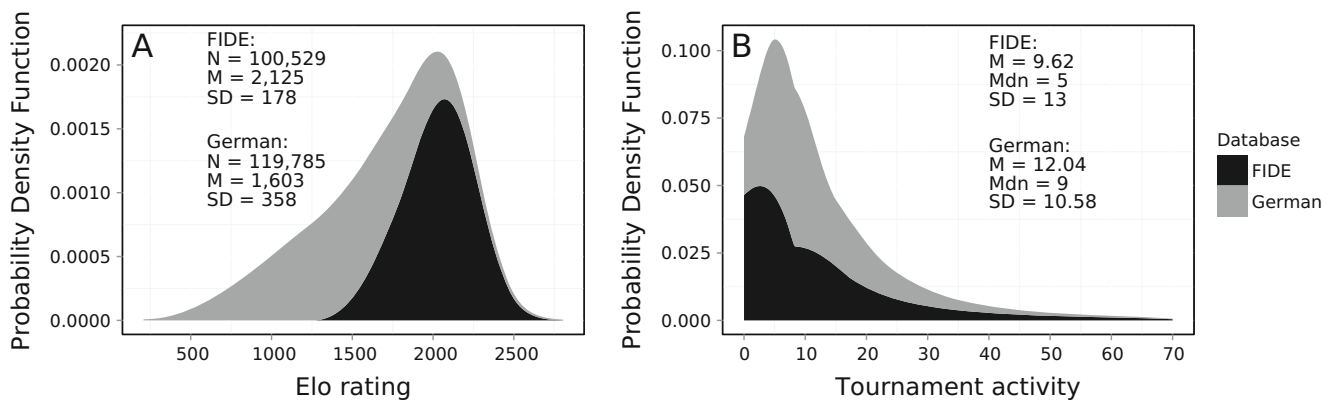 A
FIDE:
N = 100,529
M = 2,125
SD = 178
German:
N = 119,785
M = 1,603
SD = 358
Probability Density Function
0.0020
0.0015
0.0010
0.0005
0.0000
500 1000 1500 2000 2500
Elo rating
B
FIDE:
M = 9.62
Mdn = 5
SD = 13
German:
M = 12.04
Mdn = 9
SD = 10.58
Probability Density Function
0.100
0.075
0.050
0.025
0.000
0 10 20 30 40 50 60 70
Tournament activity
Database
FIDE
German